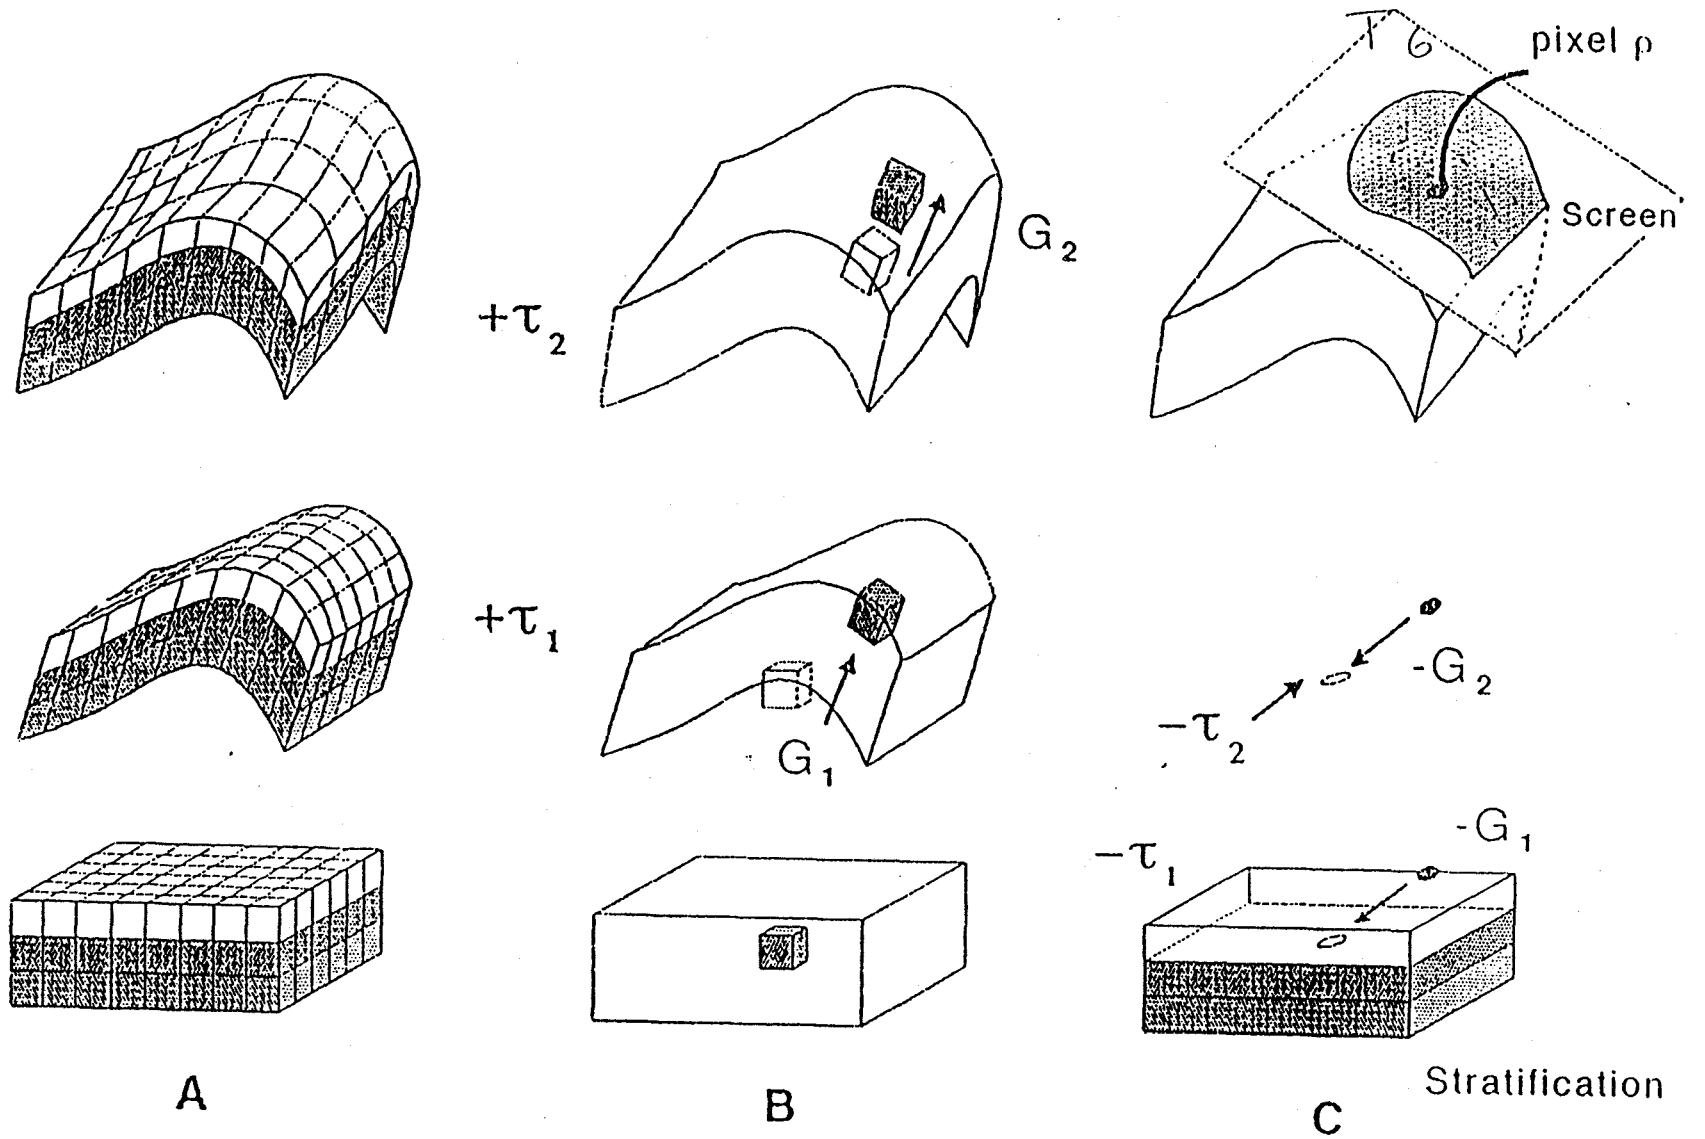 pixel ρ
Screen
G₂
+τ₂
+τ₁
G₁
-G₂
-τ₂
-G₁
-τ₁
Stratification
A
B
C